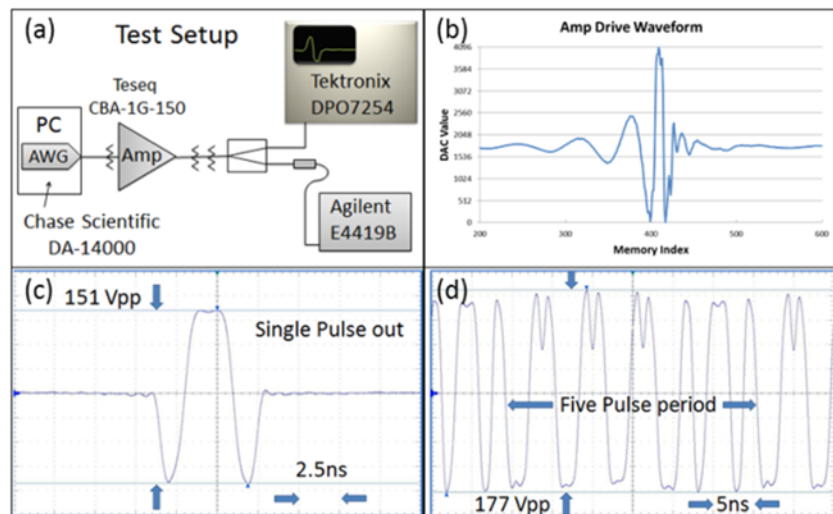 (a)
Test Setup
Teseq
CBA-1G-150
PC
AWG
Amp
Chase Scientific
DA-14000
Tektronix
DPO7254
Agilent
E4419B
(b)
Amp Drive Waveform
DAC Value
4096
3584
3072
2560
2048
1536
1024
512
0
200
300
400
500
600
Memory Index
(c)
151 Vpp
Single Pulse out
2.5ns
(d)
Five Pulse period
177 Vpp
5ns